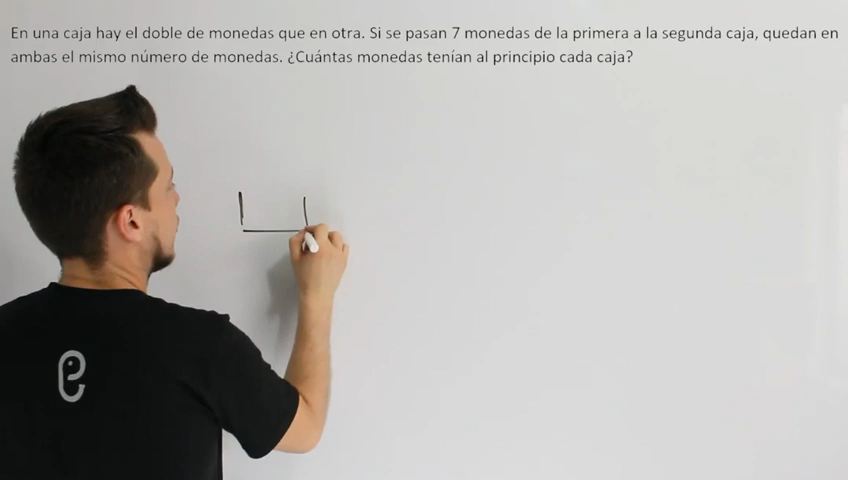 En una caja hay el doble de monedas que en otra. Si se pasan 7 monedas de la primera a la segunda caja, quedan en
ambas el mismo número de monedas. ¿Cuántas monedas tenían al principio cada caja?
e